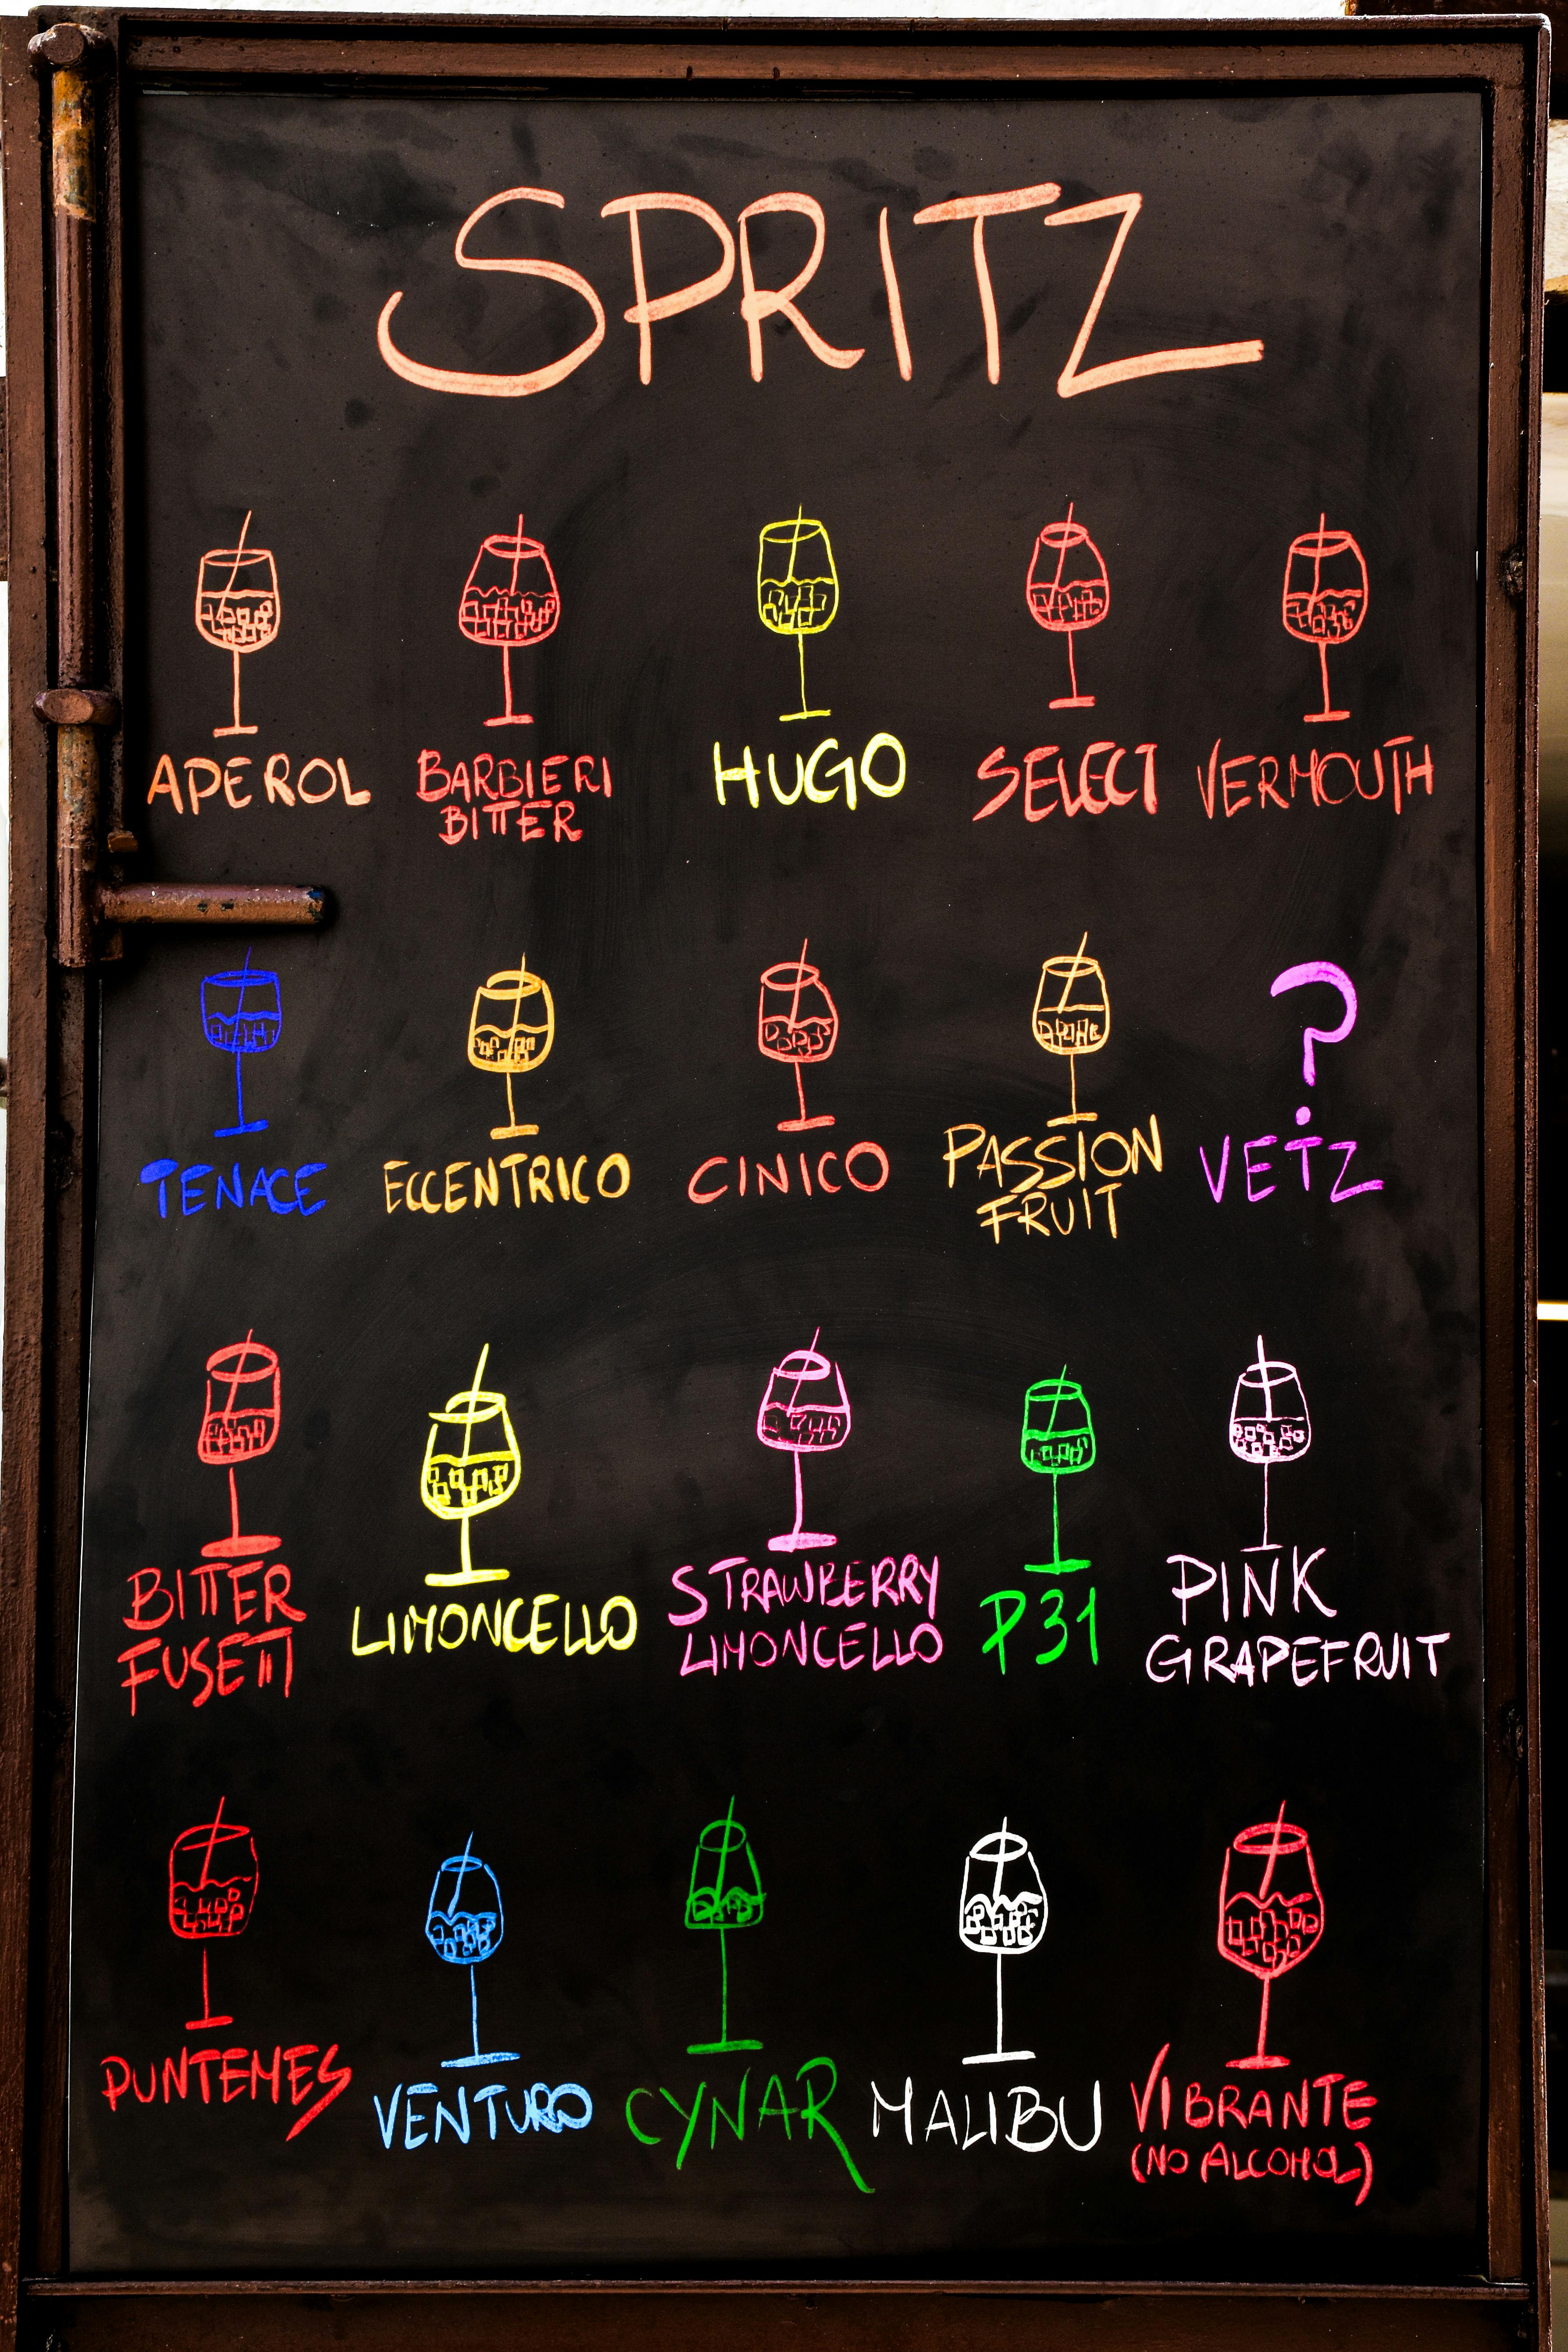 SPRITZ
APEROL
BARBIERI
BITTER
HUGO
SELECT
VERMOUTH
TENACE
ECCENTRICO
CINICO
PASSION
FRUIT
?
VETZ
BITTER
FUSETTI
LIMONCELLO
STRAWBERRY
LIMONCELLO
P31
PINK
GRAPEFRUIT
PUNTEMES
VENTURO
CYNAR
MALIBU
VIBRANTE
(NO ALCOHOL)